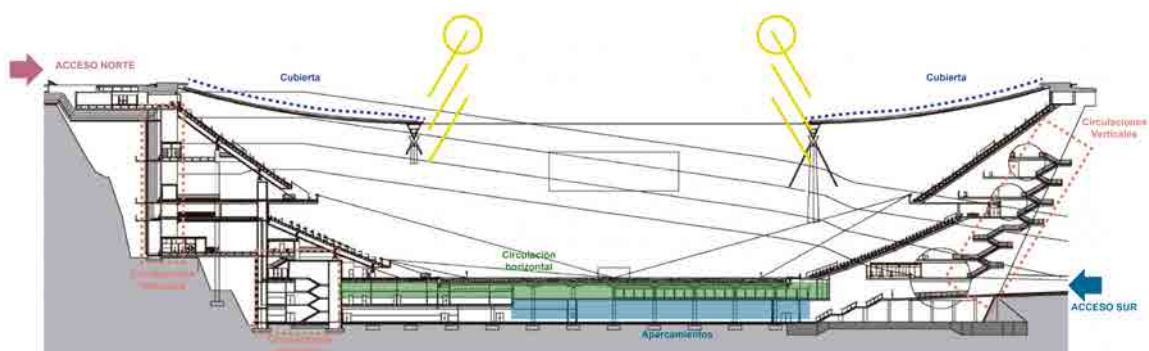 ACCESO NORTE
Cubierta
Cubierta
Circulaciones
Verticales
Circulación
horizontal
ACCESO SUR
Aparcamientos